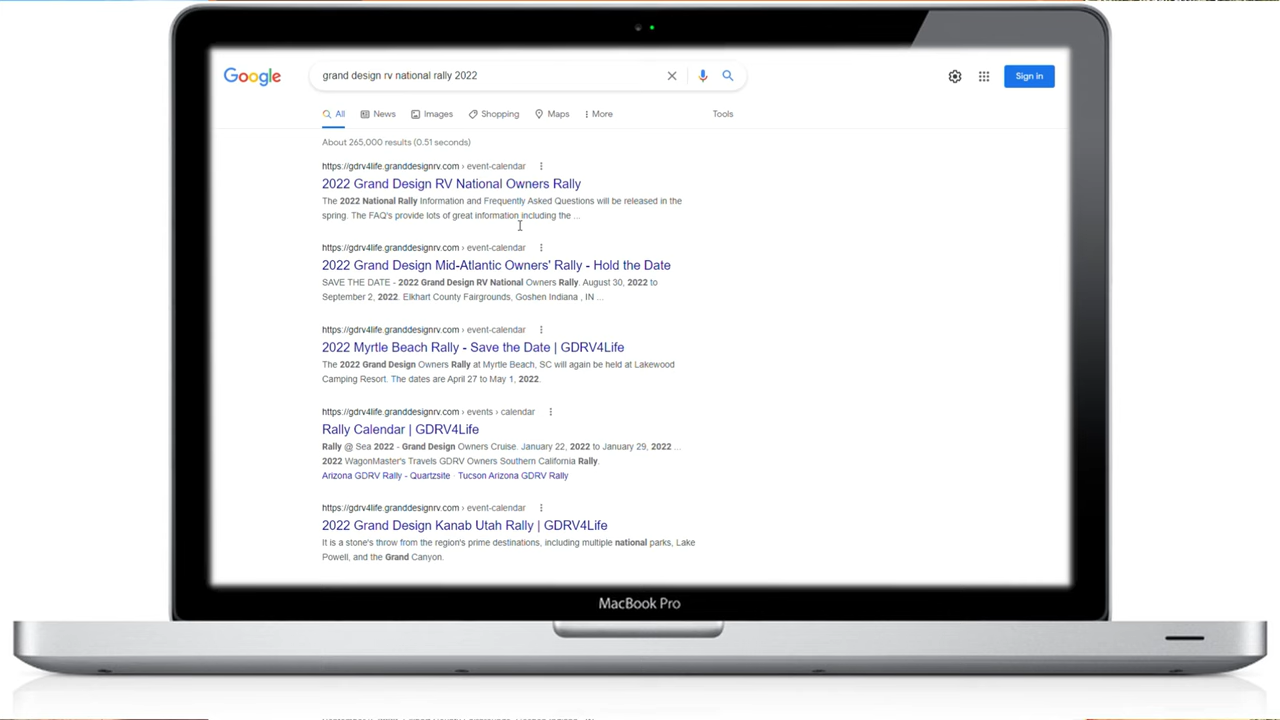 Google
grand design rv national rally 2022
Sign in
All News Images Shopping Maps More Tools
About 265,000 results (0.51 seconds)
https://gdrv4life.granddesignrv.com › event-calendar
2022 Grand Design RV National Owners Rally
The 2022 National Rally Information and Frequently Asked Questions will be released in the
spring. The FAQ's provide lots of great information including the ...
https://gdrv4life.granddesignrv.com › event-calendar
2022 Grand Design Mid-Atlantic Owners' Rally - Hold the Date
SAVE THE DATE - 2022 Grand Design RV National Owners Rally. August 30, 2022 to
September 2, 2022. Elkhart County Fairgrounds, Goshen Indiana , IN ...
https://gdrv4life.granddesignrv.com › event-calendar
2022 Myrtle Beach Rally - Save the Date | GDRV4Life
The 2022 Grand Design Owners Rally at Myrtle Beach, SC will again be held at Lakewood
Camping Resort. The dates are April 27 to May 1, 2022.
https://gdrv4life.granddesignrv.com › events › calendar
Rally Calendar | GDRV4Life
Rally @ Sea 2022 - Grand Design Owners Cruise. January 22, 2022 to January 29, 2022 ...
2022 WagonMaster's Travels GDRV Owners Southern California Rally.
Arizona GDRV Rally - Quartzsite · Tucson Arizona GDRV Rally
https://gdrv4life.granddesignrv.com › event-calendar
2022 Grand Design Kanab Utah Rally | GDRV4Life
It is a stone's throw from the region's prime destinations, including multiple national parks, Lake
Powell, and the Grand Canyon.
MacBook Pro